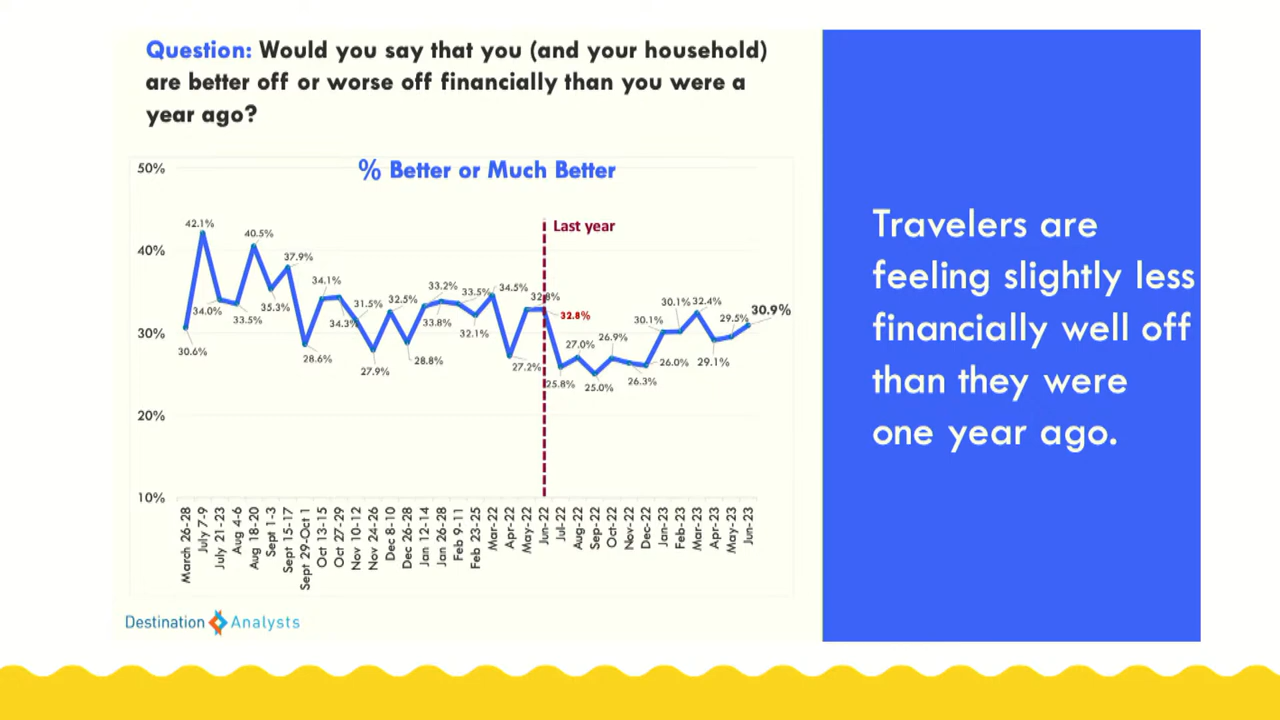 Question: Would you say that you (and your household)
are better off or worse off financially than you were a
year ago?
% Better or Much Better
50%
40%
30%
20%
10%
Last year
30.6%
42.1%
34.0%
33.5%
40.5%
35.3%
37.9%
28.6%
34.1%
34.3%
31.5%
27.9%
32.5%
28.8%
33.2%
33.8%
33.5%
32.1%
34.5%
27.2%
32.8%
32.8%
25.8%
27.0%
25.0%
26.9%
26.3%
26.0%
30.1%
30.1%
32.4%
29.1%
29.5%
30.9%
March 26-28
July 7-9
July 21-23
Aug 4-6
Aug 18-20
Sept 1-3
Sept 15-17
Sept 29-Oct 1
Oct 13-15
Oct 27-29
Nov 10-12
Nov 24-26
Dec 8-10
Dec 26-28
Jan 12-14
Jan 26-28
Feb 9-11
Feb 23-25
Mar-22
Apr-22
May-22
Jun-22
Jul-22
Aug-22
Sep-22
Oct-22
Nov-22
Dec-22
Jan-23
Feb-23
Mar-23
Apr-23
May-23
Jun-23
Destination Analysts
Travelers are
feeling slightly less
financially well off
than they were
one year ago.